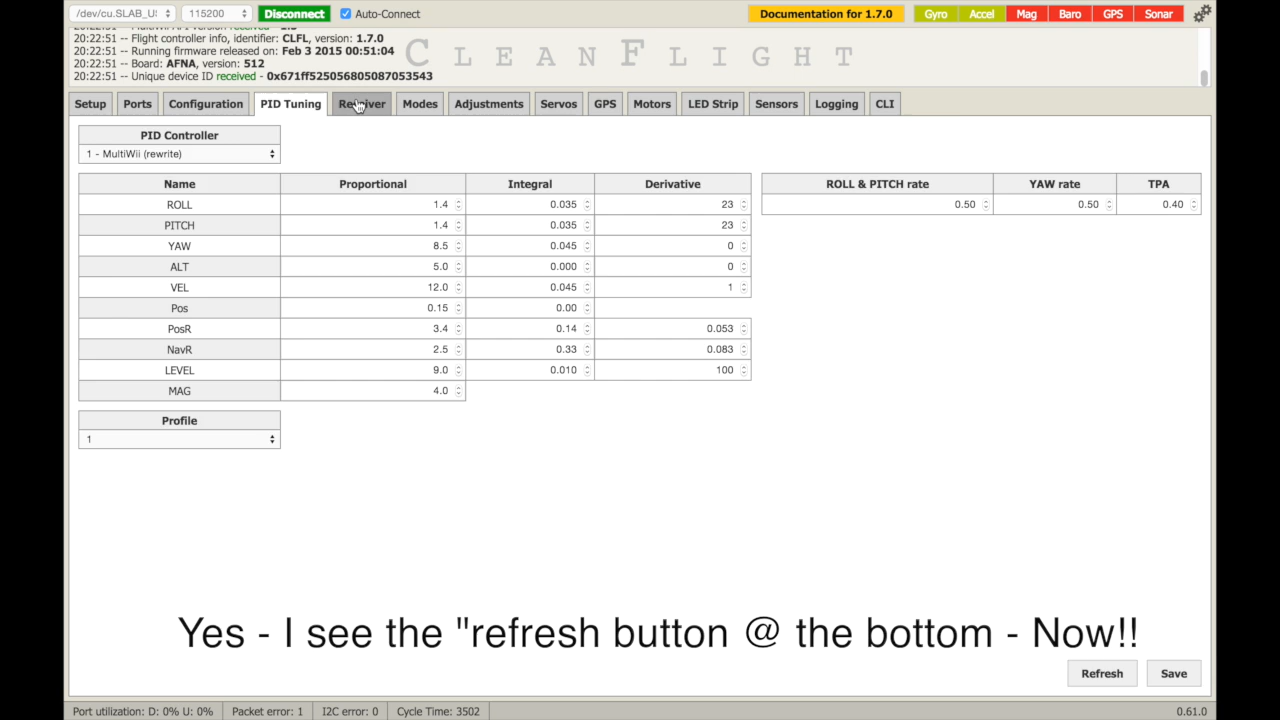 /dev/cu.SLAB_U: 115200 Disconnect Auto-Connect Documentation for 1.7.0 Gyro Accel Mag Baro GPS Sonar
20:22:51 -- Flight controller info, identifier: CLFL, version: 1.7.0
20:22:51 -- Running firmware released on: Feb 3 2015 00:51:04
20:22:51 -- Board: AFNA, version: 512
20:22:51 -- Unique device ID received - 0x671ff525056805087053543
CLEANFLIGHT
Setup Ports Configuration PID Tuning Receiver Modes Adjustments Servos GPS Motors LED Strip Sensors Logging CLI
PID Controller
1 - MultiWii (rewrite)
Name Proportional Integral Derivative ROLL & PITCH rate YAW rate TPA
ROLL 1.4 0.035 23 0.50 0.50 0.40
PITCH 1.4 0.035 23
YAW 8.5 0.045 0
ALT 5.0 0.000 0
VEL 12.0 0.045 1
Pos 0.15 0.00
PosR 3.4 0.14 0.053
NavR 2.5 0.33 0.083
LEVEL 9.0 0.010 100
MAG 4.0
Profile
1
Yes - I see the "refresh button @ the bottom - Now!!
Refresh Save
Port utilization: D: 0% U: 0% Packet error: 1 I2C error: 0 Cycle Time: 3502 0.61.0